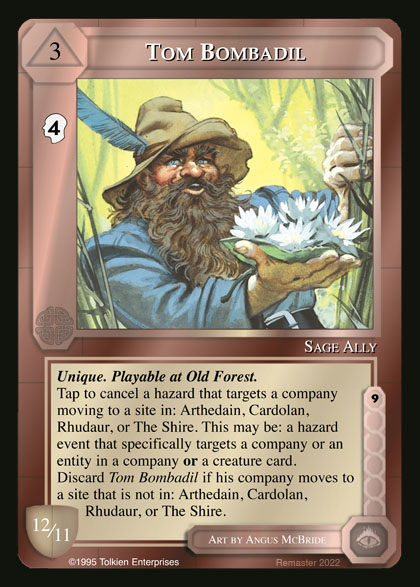 3
TOM BOMBADIL
4
SAGE ALLY
Unique. Playable at Old Forest.
Tap to cancel a hazard that targets a company
moving to a site in: Arthedain, Cardolan,
Rhudaur, or The Shire. This may be: a hazard
event that specifically targets a company or an
entity in a company or a creature card.
Discard Tom Bombadil if his company moves to
a site that is not in: Arthedain, Cardolan,
Rhudaur, or The Shire.
9
12/11
ART BY ANGUS MCBRIDE
©1995 Tolkien Enterprises
Remaster 2022